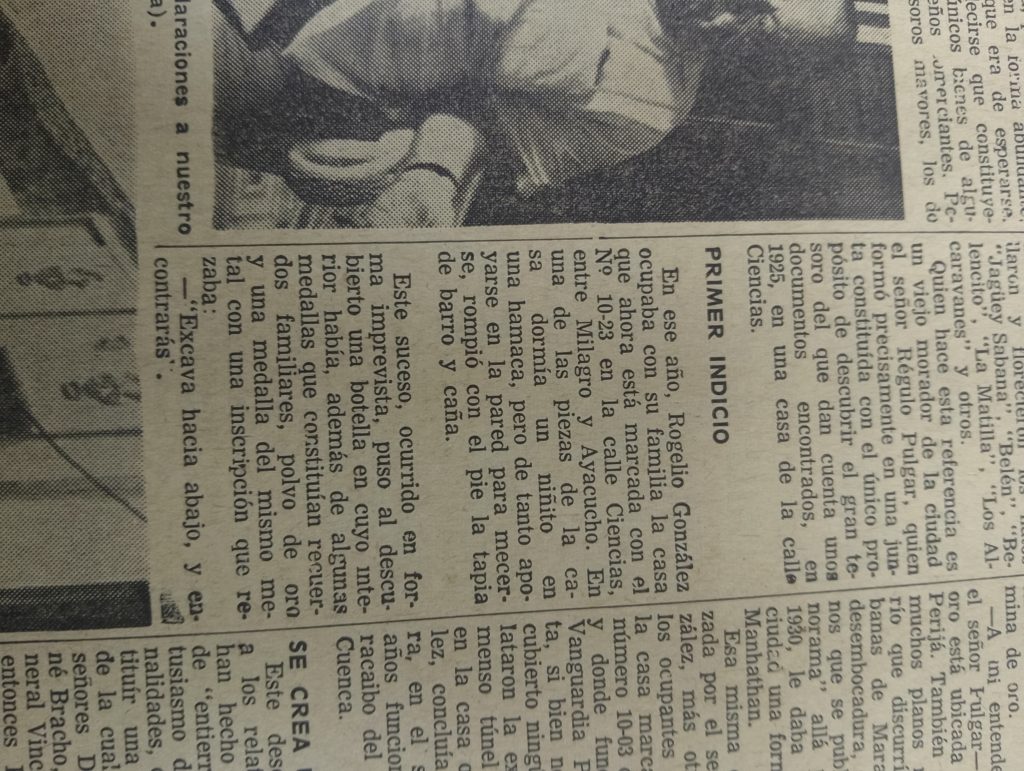 en la forma abundante,
que era de esperarse.
decirse que constituye-
únicos bienes de algu-
comerciantes. Pe-
soros mayores, los do
laraciones a nuestro
a).
ilaron y florecieron los
"Jagüey Sabana", "Belén", "Be-
lencito", "La Matilla", "Los Al-
caravanes" y otros.
Quien hace esta referencia es
un viejo morador de la ciudad
el señor Régulo Pulgar, quien
formó precisamente en una jun-
ta constituída con el único pro-
pósito de descubrir el gran te-
soro del que dan cuenta unos
documentos encontrados, en
1925, en una casa de la calle
Ciencias.
PRIMER INDICIO
En ese año, Rogelio González
ocupaba con su familia la casa
que ahora está marcada con el
Nº 10-23 en la calle Ciencias,
entre Milagro y Ayacucho. En
una de las piezas de la ca-
sa dormía un niñito en
una hamaca, pero de tanto apo-
yarse en la pared para mecer-
se, rompió con el pie la tapia
de barro y caña.
Este suceso, ocurrido en for-
ma imprevista, puso al descu-
bierto una botella en cuyo inte-
rior había, además de algunas
medallas que constituían recuer-
dos familiares, polvo de oro
y una medalla del mismo me-
tal con una inscripción que re-
zaba:
—"Excava hacia abajo, y en-
contrarás".
mina de oro.
—A mi entende
el señor Pulgar—
oro está ubicada
Perijá. También
muchos planos
río que discurri
banas de Mara
desembocadura,
nos que se pub
norama" allá
1930, le daba
ciudad una forn
Manhathan.
Esa misma
zada por el se
zález, más ot
los ocupantes
la casa marc
número 10-03
y donde fun
Vanguardia P
ta, si bien n
cubierto ning
lataron la ex
menso túnel
en la casa
lez, concluía
ra, en el s
años funcion
racaibo del
Cuenca.
SE CREA
Este des
a los relat
han hecho
de "entierr
tusiasmo d
nalidades,
tituír una
de la cual
señores D
né Bracho,
neral Vinc
entonces